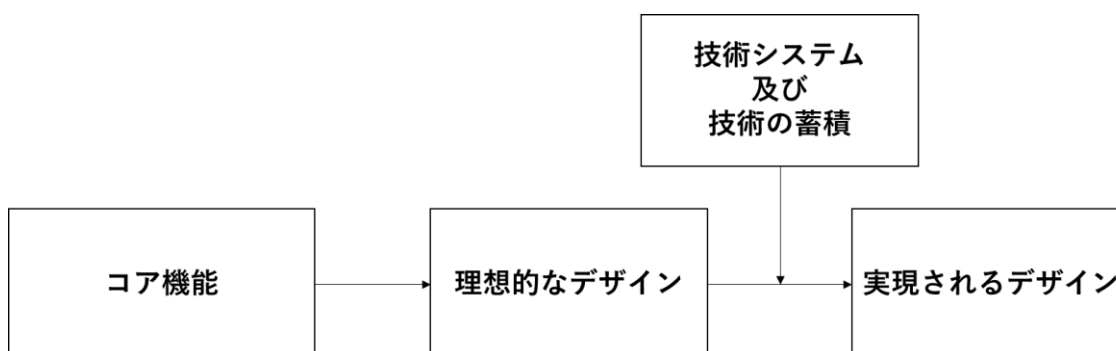 技術システム
及び
技術の蓄積
コア機能
理想的なデザイン
実現されるデザイン